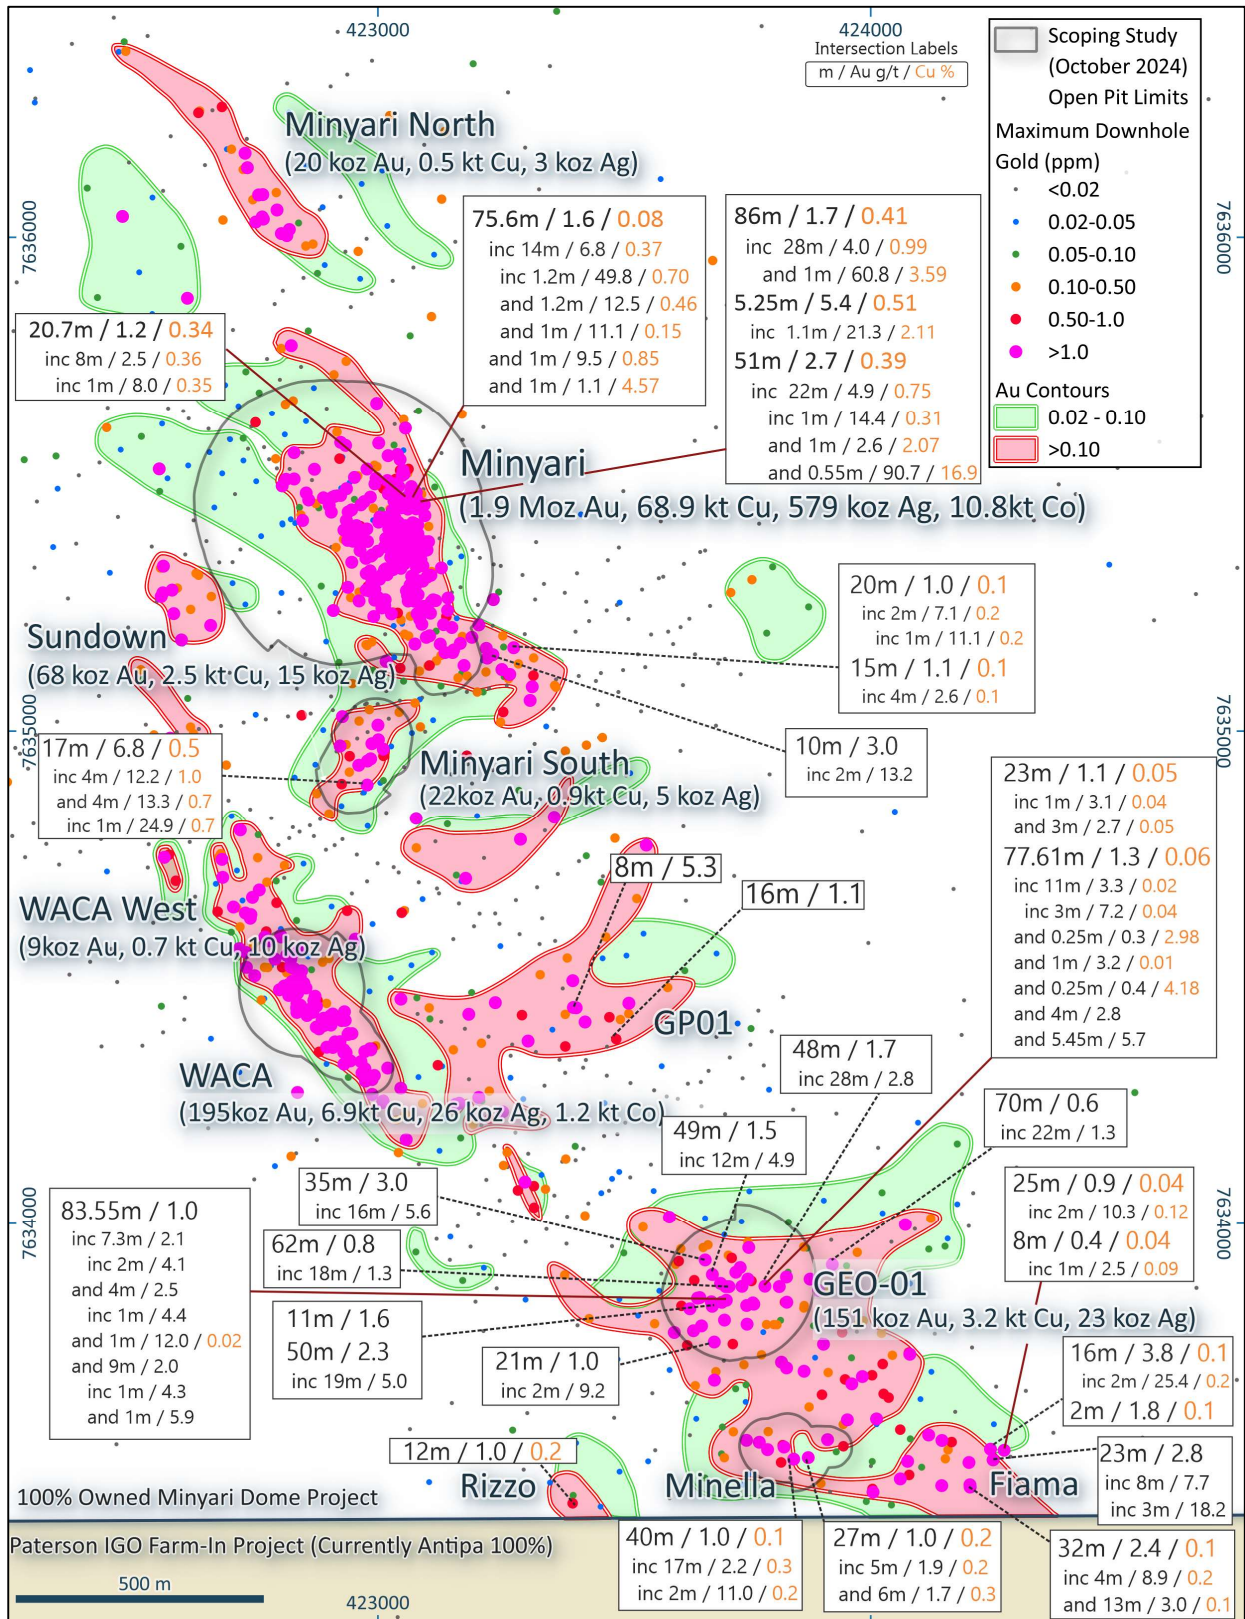 423000
424000
Intersection Labels
m / Au g/t / Cu %
Scoping Study
(October 2024)
Open Pit Limits
Maximum Downhole
Gold (ppm)
<0.02
0.02-0.05
0.05-0.10
0.10-0.50
0.50-1.0
>1.0
Au Contours
0.02 - 0.10
>0.10
7636000
7636000
Minyari North
(20 koz Au, 0.5 kt Cu, 3 koz Ag)
75.6m / 1.6 / 0.08
inc 14m / 6.8 / 0.37
inc 1.2m / 49.8 / 0.70
and 1.2m / 12.5 / 0.46
and 1m / 11.1 / 0.15
and 1m / 9.5 / 0.85
and 1m / 1.1 / 4.57
86m / 1.7 / 0.41
inc 28m / 4.0 / 0.99
and 1m / 60.8 / 3.59
5.25m / 5.4 / 0.51
inc 1.1m / 21.3 / 2.11
51m / 2.7 / 0.39
inc 22m / 4.9 / 0.75
inc 1m / 14.4 / 0.31
and 1m / 2.6 / 2.07
and 0.55m / 90.7 / 16.9
20.7m / 1.2 / 0.34
inc 8m / 2.5 / 0.36
inc 1m / 8.0 / 0.35
Minyari
(1.9 Moz Au, 68.9 kt Cu, 579 koz Ag, 10.8kt Co)
20m / 1.0 / 0.1
inc 2m / 7.1 / 0.2
inc 1m / 11.1 / 0.2
15m / 1.1 / 0.1
inc 4m / 2.6 / 0.1
Sundown
(68 koz Au, 2.5 kt Cu, 15 koz Ag)
7635000
7635000
17m / 6.8 / 0.5
inc 4m / 12.2 / 1.0
and 4m / 13.3 / 0.7
inc 1m / 24.9 / 0.7
10m / 3.0
inc 2m / 13.2
Minyari South
(22koz Au, 0.9kt Cu, 5 koz Ag)
23m / 1.1 / 0.05
inc 1m / 3.1 / 0.04
and 3m / 2.7 / 0.05
77.61m / 1.3 / 0.06
inc 11m / 3.3 / 0.02
inc 3m / 7.2 / 0.04
and 0.25m / 0.3 / 2.98
and 1m / 3.2 / 0.01
and 0.25m / 0.4 / 4.18
and 4m / 2.8
and 5.45m / 5.7
8m / 5.3
16m / 1.1
WACA West
(9koz Au, 0.7 kt Cu, 10 koz Ag)
GP01
WACA
(195koz Au, 6.9kt Cu, 26 koz Ag, 1.2 kt Co)
48m / 1.7
inc 28m / 2.8
70m / 0.6
inc 22m / 1.3
49m / 1.5
inc 12m / 4.9
35m / 3.0
inc 16m / 5.6
25m / 0.9 / 0.04
inc 2m / 10.3 / 0.12
8m / 0.4 / 0.04
inc 1m / 2.5 / 0.09
7634000
7634000
83.55m / 1.0
inc 7.3m / 2.1
inc 2m / 4.1
and 4m / 2.5
inc 1m / 4.4
and 1m / 12.0 / 0.02
and 9m / 2.0
inc 1m / 4.3
and 1m / 5.9
62m / 0.8
inc 18m / 1.3
GEO-01
(151 koz Au, 3.2 kt Cu, 23 koz Ag)
11m / 1.6
50m / 2.3
inc 19m / 5.0
21m / 1.0
inc 2m / 9.2
16m / 3.8 / 0.1
inc 2m / 25.4 / 0.2
2m / 1.8 / 0.1
12m / 1.0 / 0.2
23m / 2.8
inc 8m / 7.7
inc 3m / 18.2
Rizzo
Minella
Fiama
100% Owned Minyari Dome Project
Paterson IGO Farm-In Project (Currently Antipa 100%)
40m / 1.0 / 0.1
inc 17m / 2.2 / 0.3
inc 2m / 11.0 / 0.2
27m / 1.0 / 0.2
inc 5m / 1.9 / 0.2
and 6m / 1.7 / 0.3
32m / 2.4 / 0.1
inc 4m / 8.9 / 0.2
and 13m / 3.0 / 0.1
500 m
423000